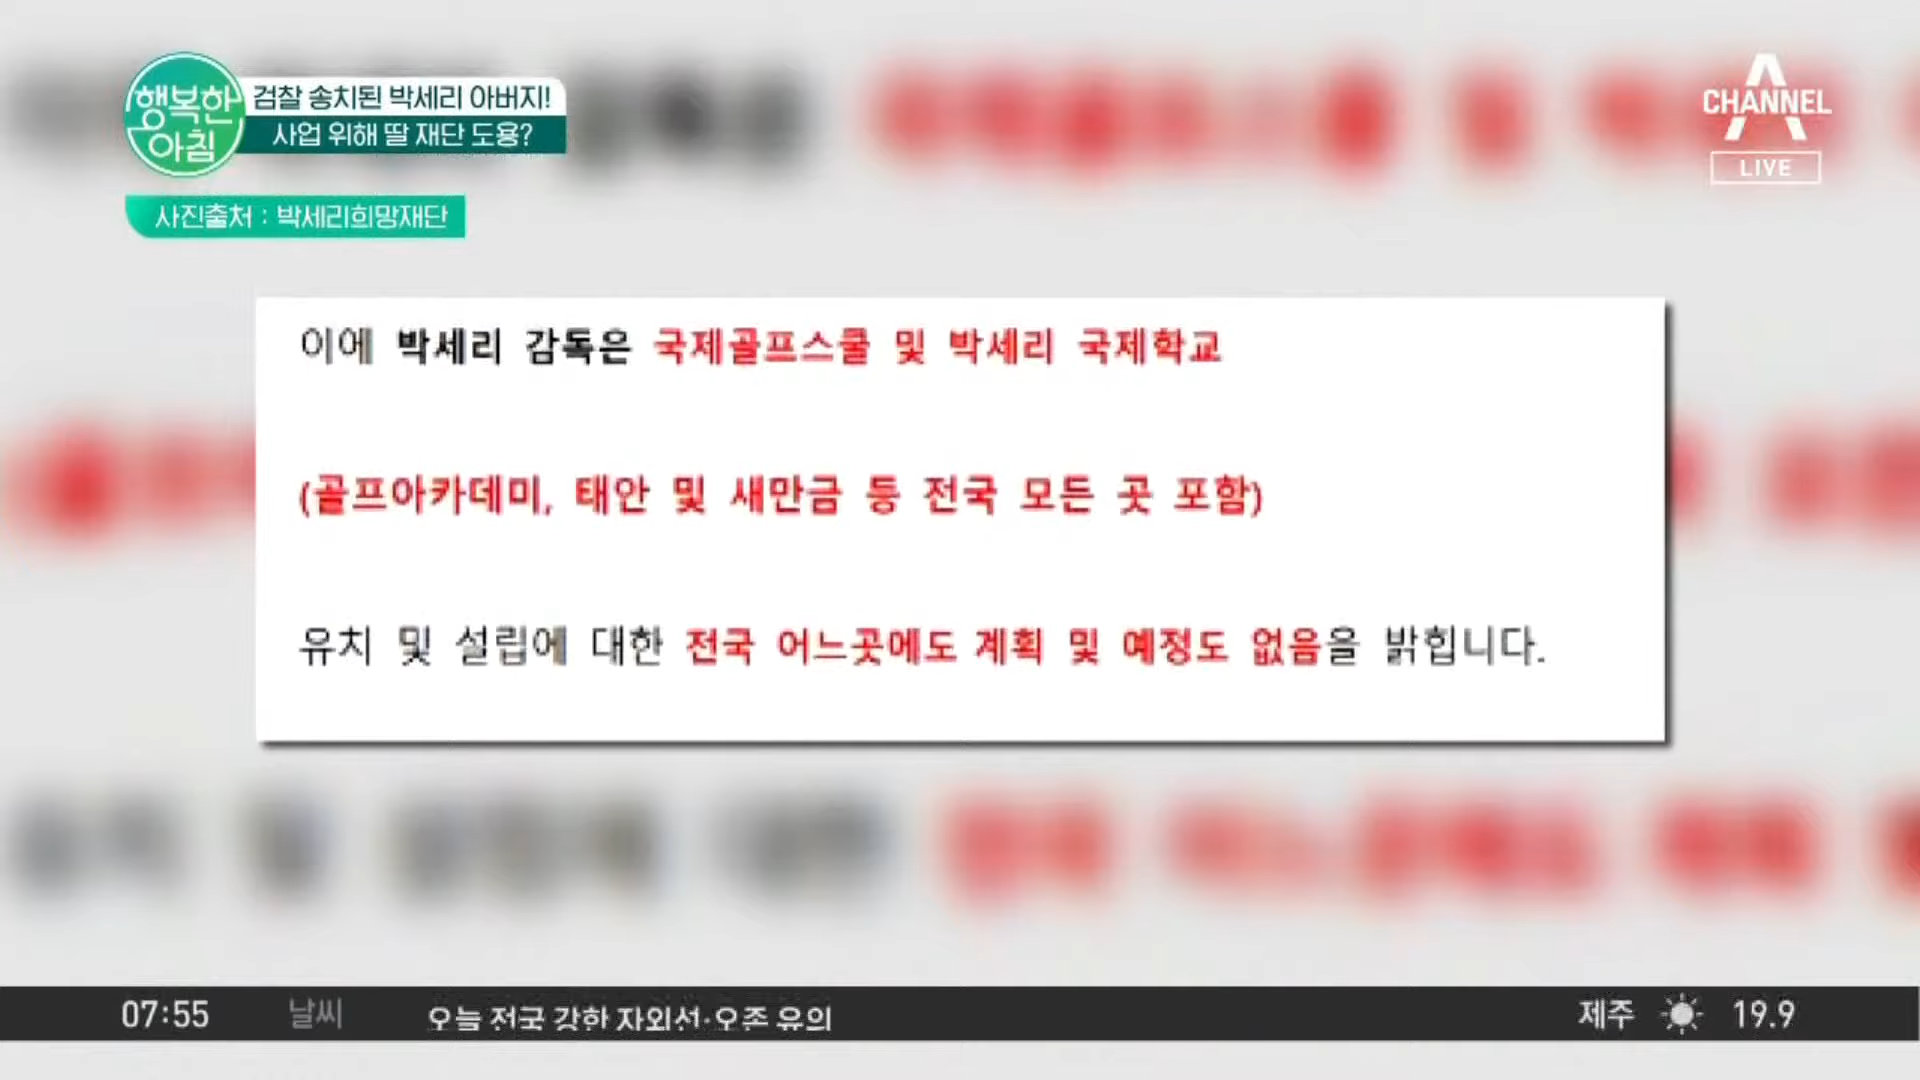 행복한
아침
검찰 송치된 박세리 아버지!
사업 위해 딸 재단 도용?
사진출처 : 박세리희망재단
CHANNEL A
LIVE
이에 박세리 감독은 국제골프스쿨 및 박세리 국제학교
(골프아카데미, 태안 및 새만금 등 전국 모든 곳 포함)
유치 및 설립에 대한 전국 어느곳에도 계획 및 예정도 없음을 밝힙니다.
07:55 날씨 오늘 전국 강한 자외선·오존 유의 제주 19.9